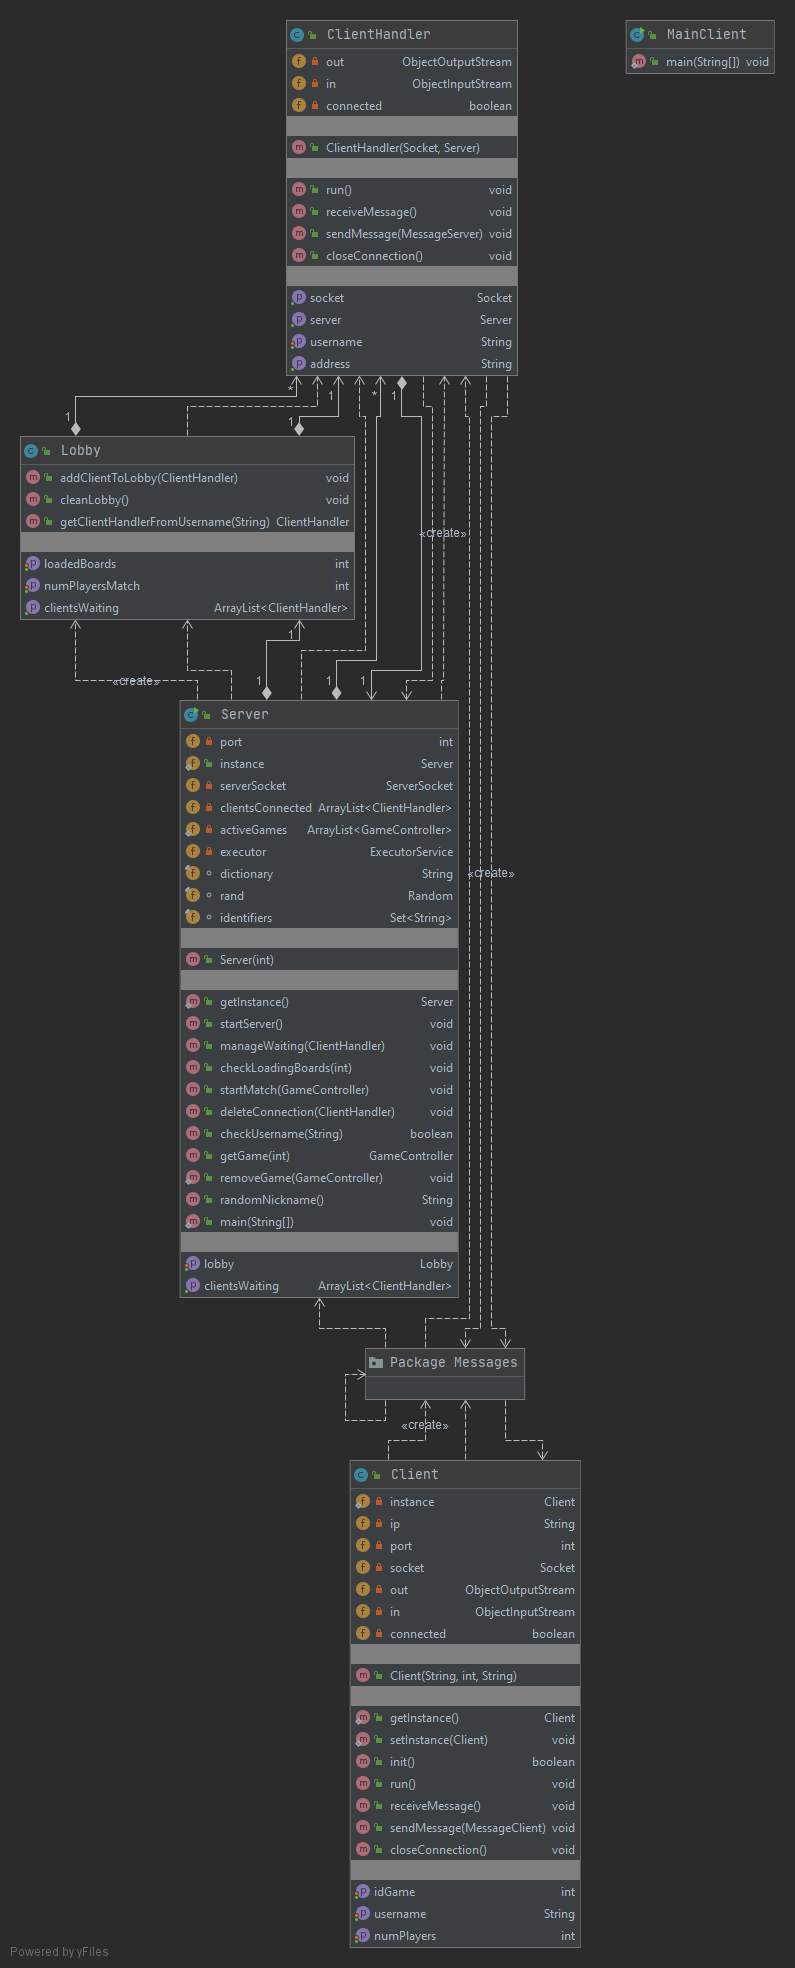 ClientHandler
out ObjectOutputStream
in ObjectInputStream
connected boolean
ClientHandler(Socket, Server)
run() void
receiveMessage() void
sendMessage(MessageServer) void
closeConnection() void
socket Socket
server Server
username String
address String
MainClient
main(String[]) void
* 1 * 1
1
Lobby
addClientToLobby(ClientHandler) void
cleanLobby() void
getClientHandlerFromUsername(String) ClientHandler
loadedBoards int
numPlayersMatch int
clientsWaiting ArrayList<ClientHandler>
«create»
1
«create»
1 1 1
Server
port int
instance Server
serverSocket ServerSocket
clientsConnected ArrayList<ClientHandler>
activeGames ArrayList<GameController>
executor ExecutorService
dictionary String
rand Random
identifiers Set<String>
«create»
Server(int)
getInstance() Server
startServer() void
manageWaiting(ClientHandler) void
checkLoadingBoards(int) void
startMatch(GameController) void
deleteConnection(ClientHandler) void
checkUsername(String) boolean
getGame(int) GameController
removeGame(GameController) void
randomNickname() String
main(String[]) void
lobby Lobby
clientsWaiting ArrayList<ClientHandler>
Package Messages
«create»
Client
instance Client
ip String
port int
socket Socket
out ObjectOutputStream
in ObjectInputStream
connected boolean
Client(String, int, String)
getInstance() Client
setInstance(Client) void
init() boolean
run() void
receiveMessage() void
sendMessage(MessageClient) void
closeConnection() void
idGame int
username String
numPlayers int
Powered by yFiles